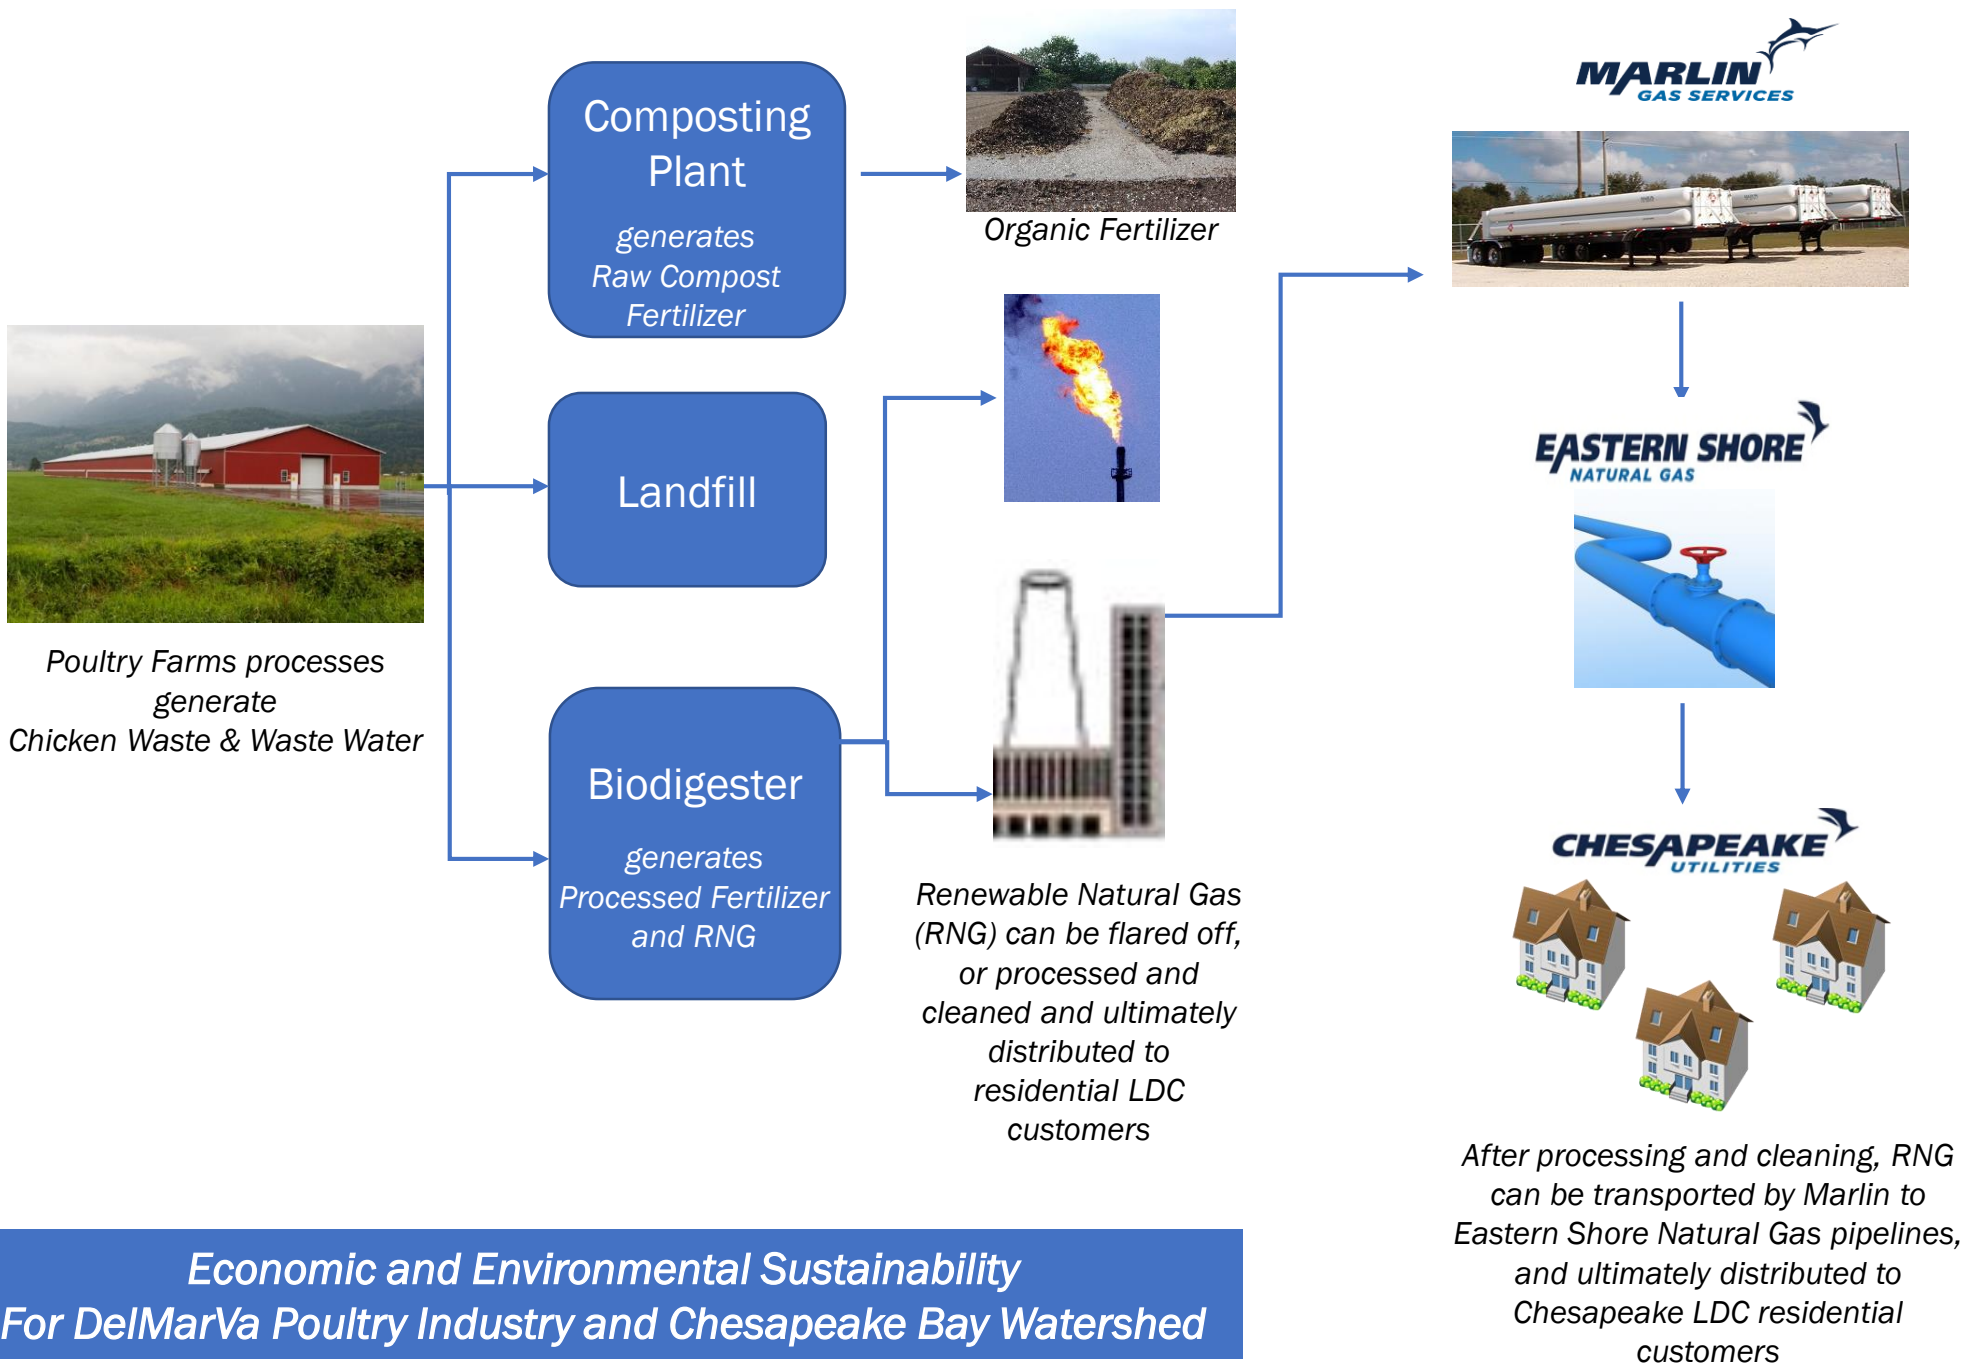 Composting
Plant
generates
Raw Compost
Fertilizer
Organic Fertilizer
MARLIN
GAS SERVICES
Landfill
Poultry Farms processes
generate
Chicken Waste & Waste Water
Biodigester
generates
Processed Fertilizer
and RNG
Renewable Natural Gas
(RNG) can be flared off,
or processed and
cleaned and ultimately
distributed to
residential LDC
customers
EASTERN SHORE
NATURAL GAS
CHESAPEAKE
UTILITIES
After processing and cleaning, RNG
can be transported by Marlin to
Eastern Shore Natural Gas pipelines,
and ultimately distributed to
Chesapeake LDC residential
customers
Economic and Environmental Sustainability
For DelMarVa Poultry Industry and Chesapeake Bay Watershed